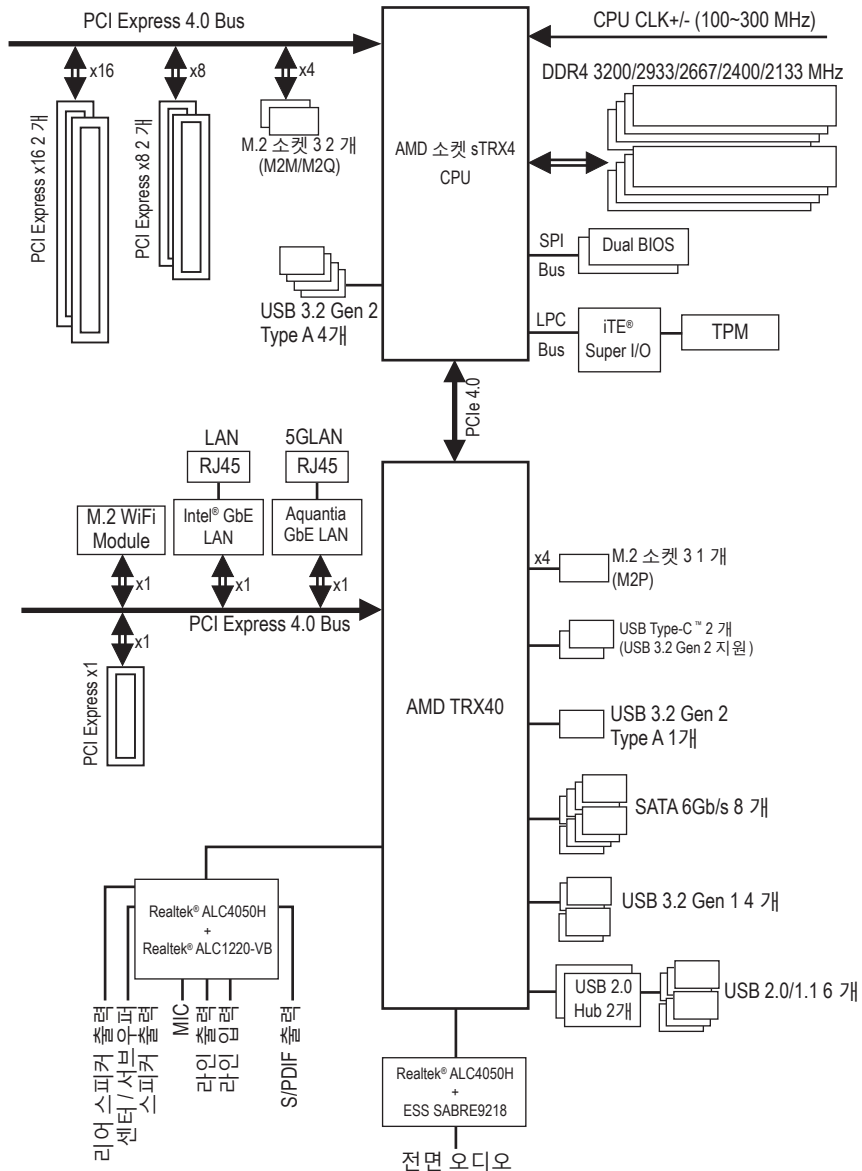 PCI Express 4.0 Bus
CPU CLK+/- (100~300 MHz)
x16
x8
x4
DDR4 3200/2933/2667/2400/2133 MHz
PCI Express x16 2 개
PCI Express x8 2 개
M.2 소켓 3 2 개
(M2M/M2Q)
AMD 소켓 sTRX4
CPU
SPI
Bus
Dual BIOS
USB 3.2 Gen 2
Type A 4개
LPC
Bus
iTE®
Super I/O
TPM
PCIe 4.0
LAN
5GLAN
RJ45
RJ45
M.2 WiFi
Module
Intel® GbE
LAN
Aquantia
GbE LAN
x1
x1
x1
PCI Express 4.0 Bus
x1
PCI Express x1
AMD TRX40
x4
M.2 소켓 3 1 개
(M2P)
USB Type-C™ 2 개
(USB 3.2 Gen 2 지원)
USB 3.2 Gen 2
Type A 1개
SATA 6Gb/s 8 개
USB 3.2 Gen 1 4 개
USB 2.0
Hub 2개
USB 2.0/1.1 6 개
Realtek® ALC4050H
+
Realtek® ALC1220-VB
리어 스피커 출력
센터 / 서브우퍼
스피커 출력
MIC
라인 출력
라인 입력
S/PDIF 출력
Realtek® ALC4050H
+
ESS SABRE9218
전면 오디오